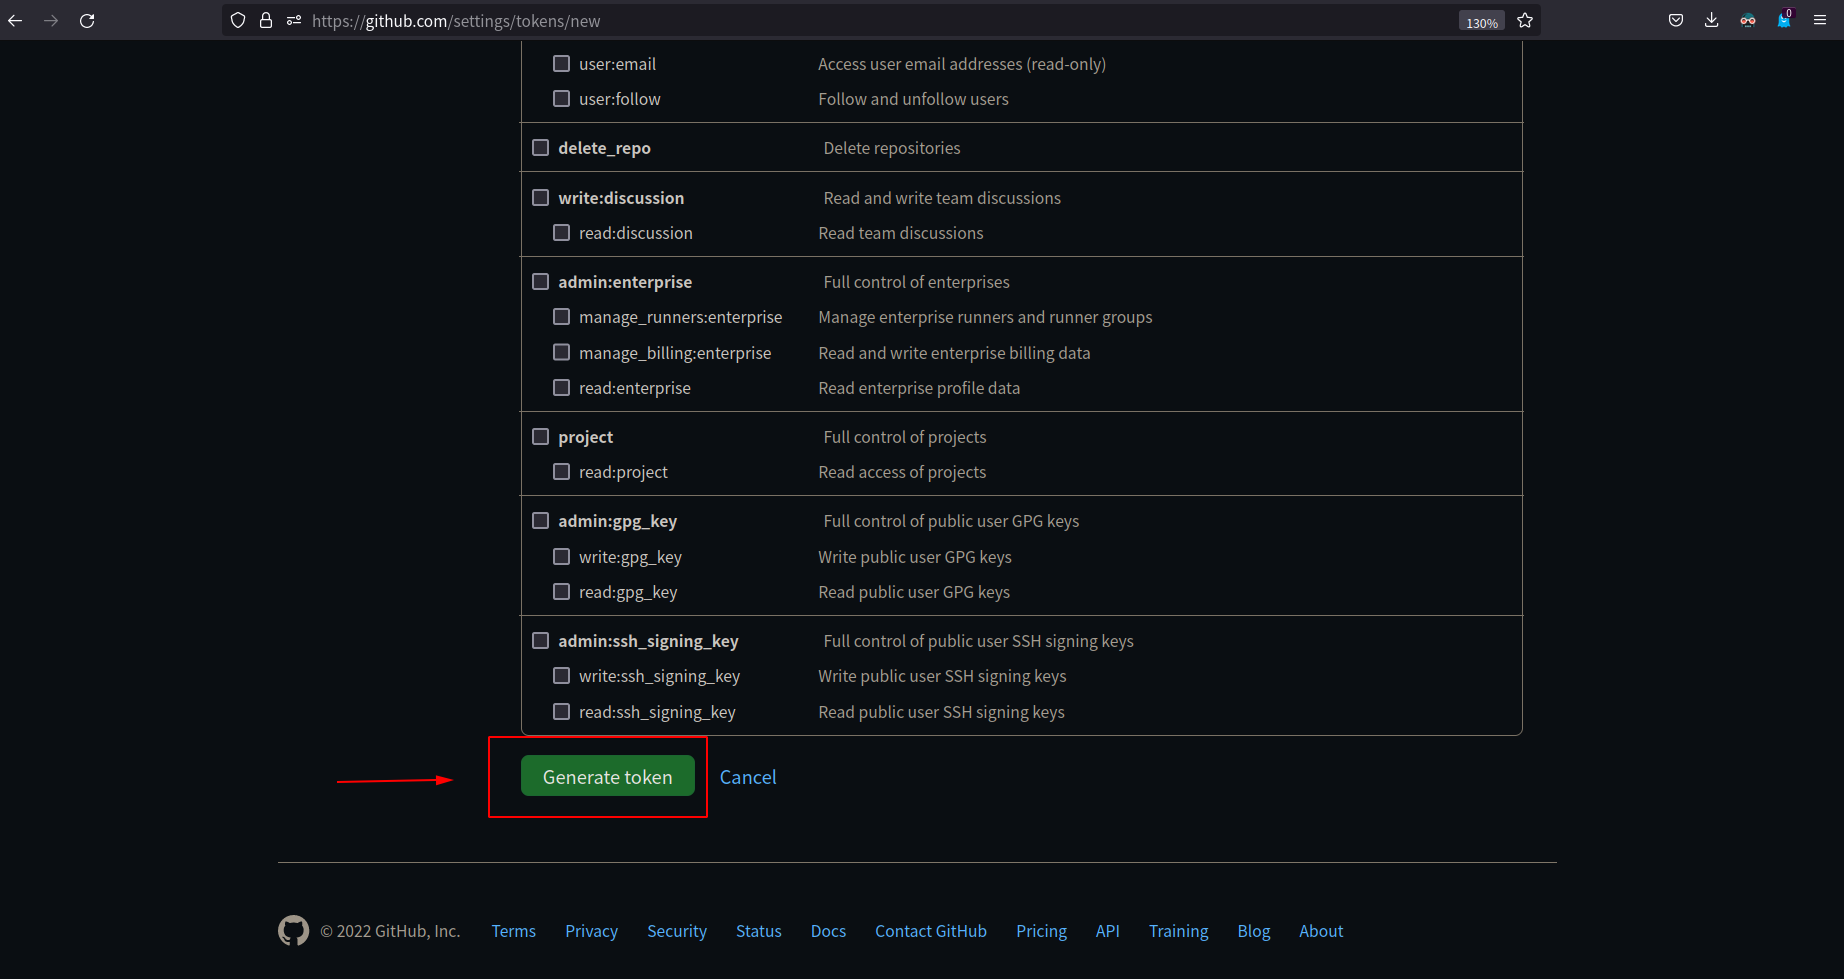 https://github.com/settings/tokens/new
130%
0
user:email Access user email addresses (read-only)
user:follow Follow and unfollow users
delete_repo Delete repositories
write:discussion Read and write team discussions
read:discussion Read team discussions
admin:enterprise Full control of enterprises
manage_runners:enterprise Manage enterprise runners and runner groups
manage_billing:enterprise Read and write enterprise billing data
read:enterprise Read enterprise profile data
project Full control of projects
read:project Read access of projects
admin:gpg_key Full control of public user GPG keys
write:gpg_key Write public user GPG keys
read:gpg_key Read public user GPG keys
admin:ssh_signing_key Full control of public user SSH signing keys
write:ssh_signing_key Write public user SSH signing keys
read:ssh_signing_key Read public user SSH signing keys
Generate token Cancel
© 2022 GitHub, Inc. Terms Privacy Security Status Docs Contact GitHub Pricing API Training Blog About